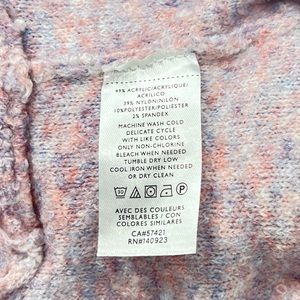 49% ACRYLIC/ACRYLIQUE/
ACRILICO
39% NYLON/NILON
10%POLYESTER/POLIESTER
2% SPANDEX
MACHINE WASH COLD
DELICATE CYCLE
WITH LIKE COLORS
ONLY NON-CHLORINE
BLEACH WHEN NEEDED
TUMBLE DRY LOW
COOL IRON WHEN NEEDED
OR DRY CLEAN
30
P
AVEC DES COULEURS
SEMBLABLES / CON
COLORES SIMILARES
CA#57421
RN#140923